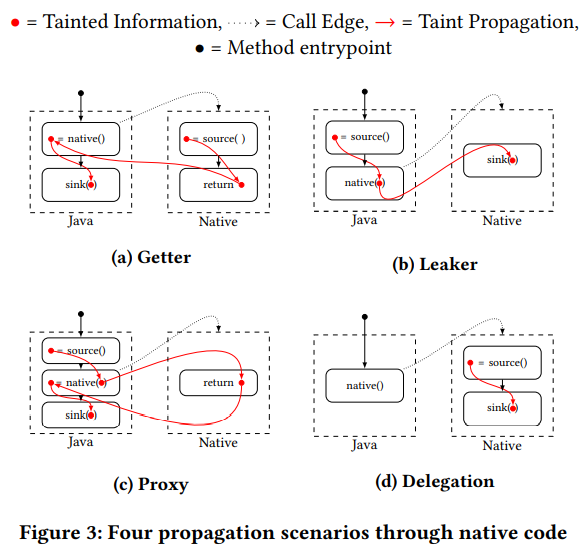 ● = Tainted Information, ·····> = Call Edge, → = Taint Propagation,
● = Method entrypoint
● = native()
sink(●)
Java
● = source( )
return ●
Native
(a) Getter
● = source()
native(●)
Java
sink(●)
Native
(b) Leaker
● = source()
● = native(●)
sink(●)
Java
return ●
Native
(c) Proxy
native()
Java
● = source()
sink(●)
Native
(d) Delegation
Figure 3: Four propagation scenarios through native code